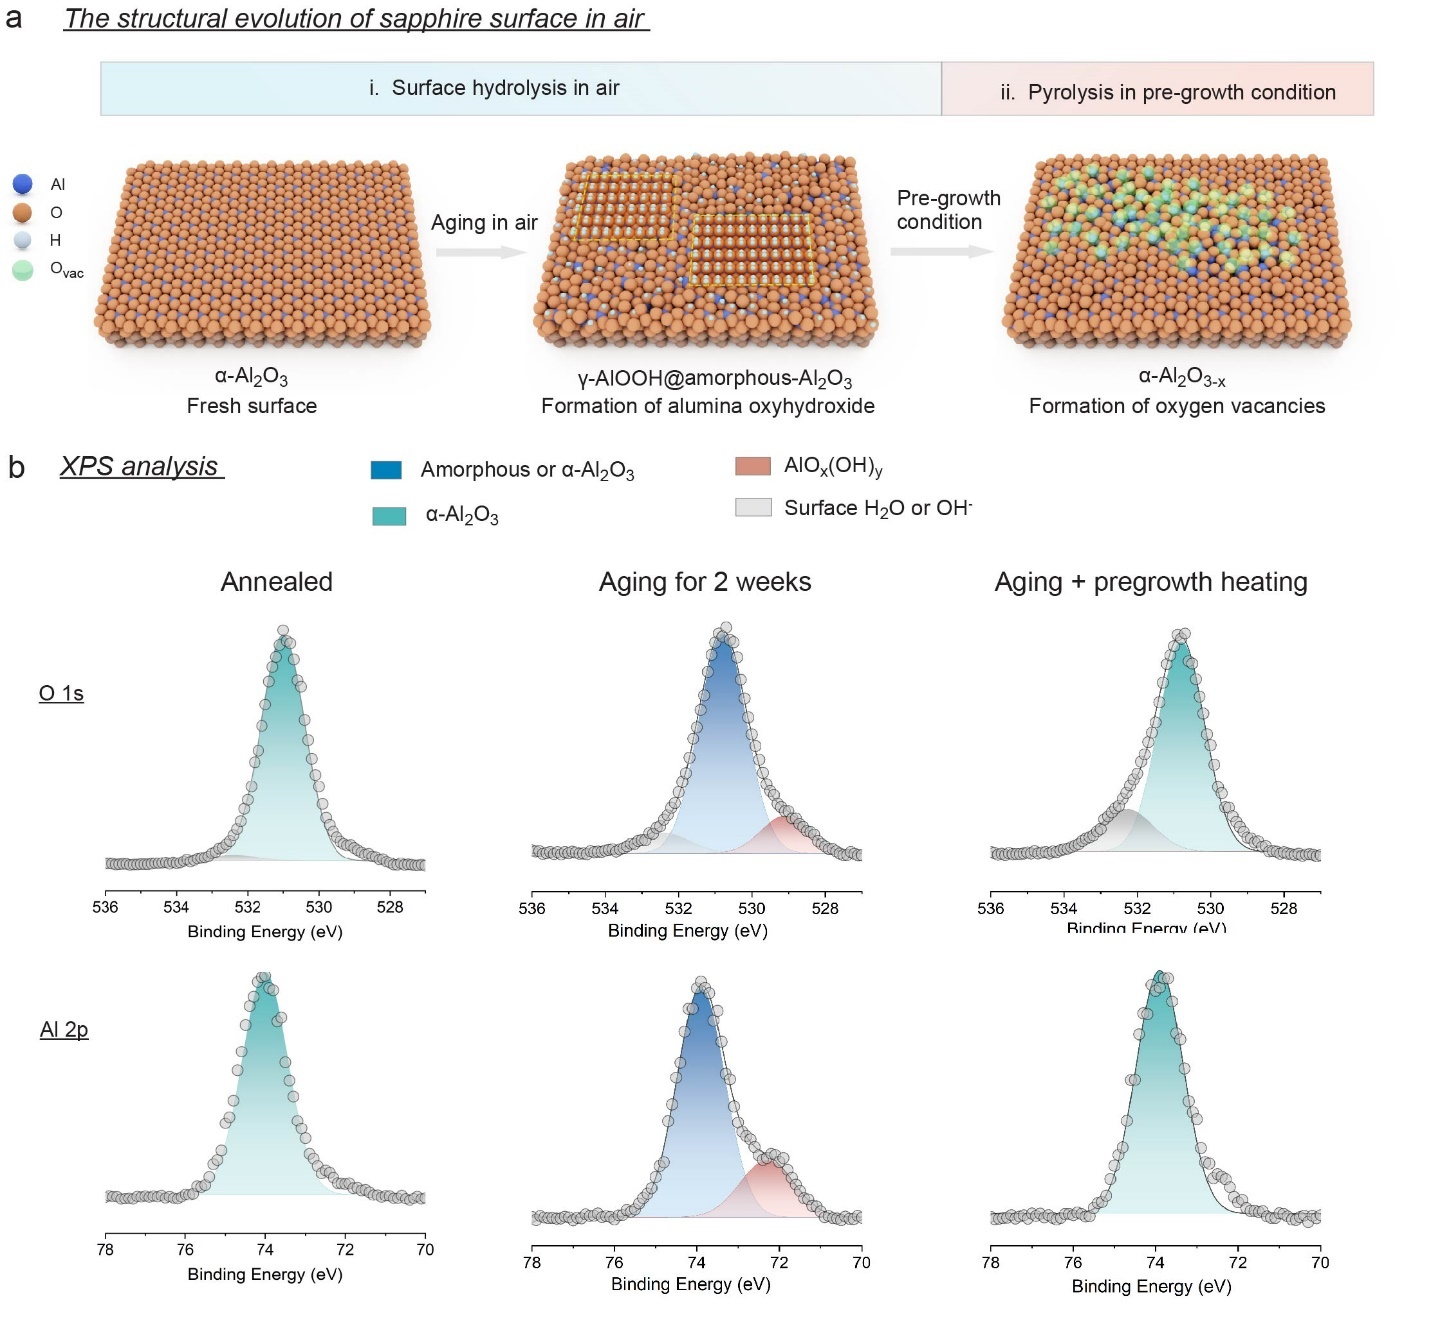 a The structural evolution of sapphire surface in air
i. Surface hydrolysis in air
ii. Pyrolysis in pre-growth condition
Al
O
H
Ovac
Aging in air
Pre-growth
condition
α-Al2O3
Fresh surface
γ-AlOOH@amorphous-Al2O3
Formation of alumina oxyhydroxide
α-Al2O3-x
Formation of oxygen vacancies
b XPS analysis
Amorphous or α-Al2O3
AlOx(OH)y
α-Al2O3
Surface H2O or OH-
Annealed
Aging for 2 weeks
Aging + pregrowth heating
O 1s
536 534 532 530 528
Binding Energy (eV)
536 534 532 530 528
Binding Energy (eV)
536 534 532 530 528
Binding Energy (eV)
Al 2p
78 76 74 72 70
Binding Energy (eV)
78 76 74 72 70
Binding Energy (eV)
78 76 74 72 70
Binding Energy (eV)